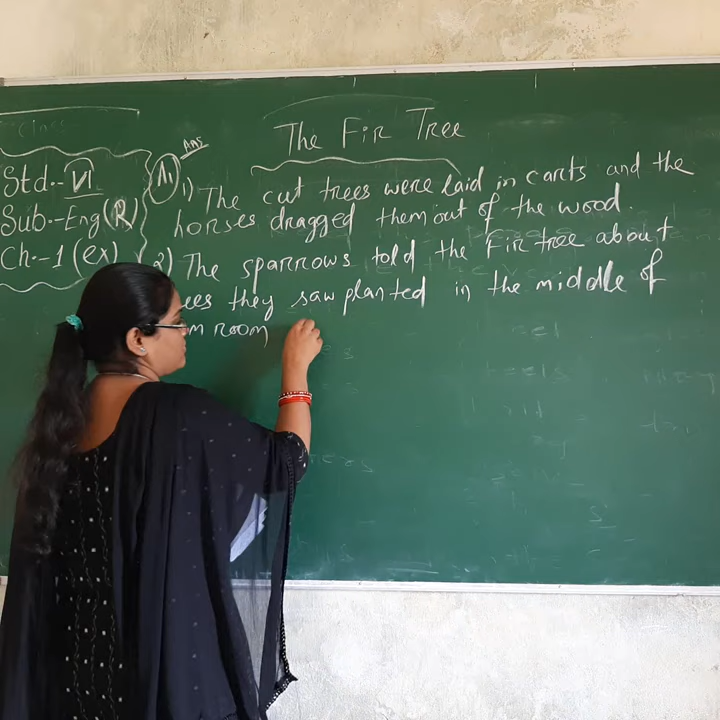 The Fir Tree
Std.- VI
Sub.- Eng (R)
Ch.- 1 (ex)
A1 Ans
1) The cut trees were laid in carts and the
horses dragged them out of the wood.
2) The sparrows told the Fir tree about
ees they saw planted in the middle of
m room